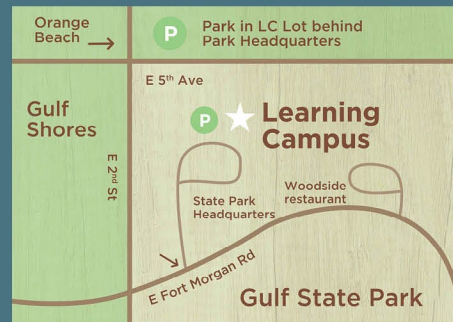 Orange
Beach
P
Park in LC Lot behind
Park Headquarters
E 5th Ave
Gulf
Shores
P
Learning
Campus
E 2nd St
State Park
Headquarters
Woodside
restaurant
E Fort Morgan Rd
Gulf State Park